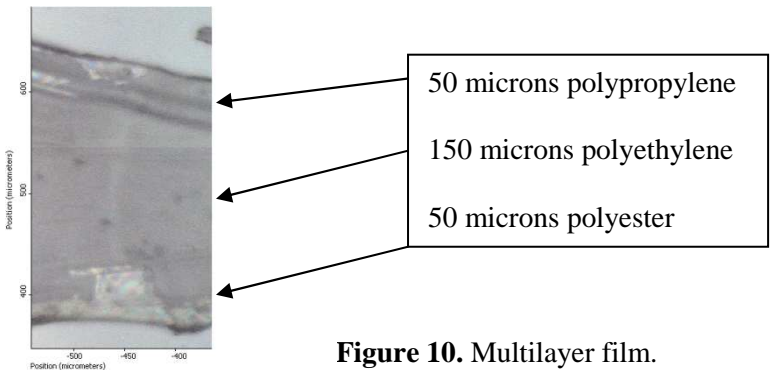 600
500
400
Position (micrometers)
-500
-450
-400
Position (micrometers)
50 microns polypropylene
150 microns polyethylene
50 microns polyester
Figure 10. Multilayer film.